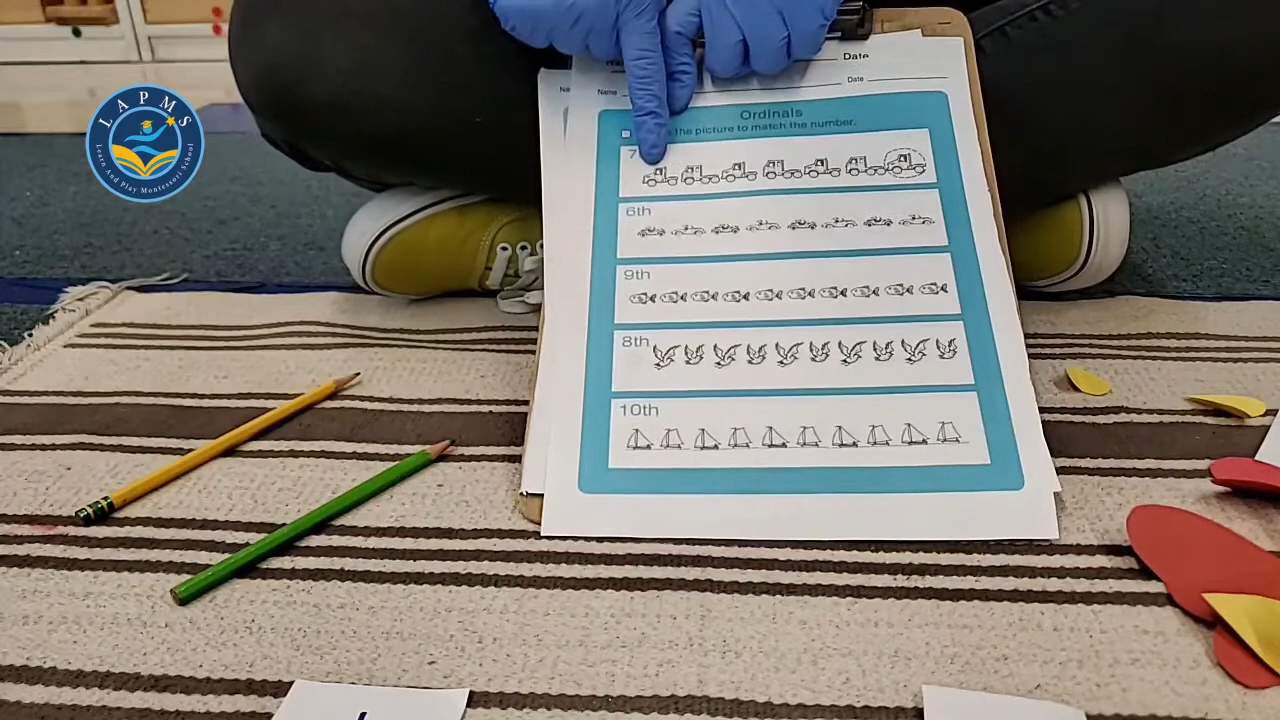 L A P M S
Learn And Play Montessori School
Date
Name Date
Ordinals
the picture to match the number.
7
6th
9th
8th
10th